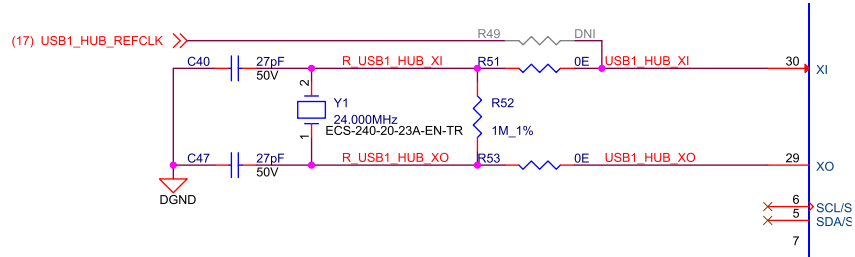 R49 DNI
(17) USB1_HUB_REFCLK
C40 27pF R_USB1_HUB_XI R51 0E USB1_HUB_XI 30
50V
XI
2
Y1 R52
24.000MHz
ECS-240-20-23A-EN-TR 1M_1%
1
C47 27pF R_USB1_HUB_XO R53 0E USB1_HUB_XO 29
50V
XO
DGND
6
SCL/S
5
SDA/S
7